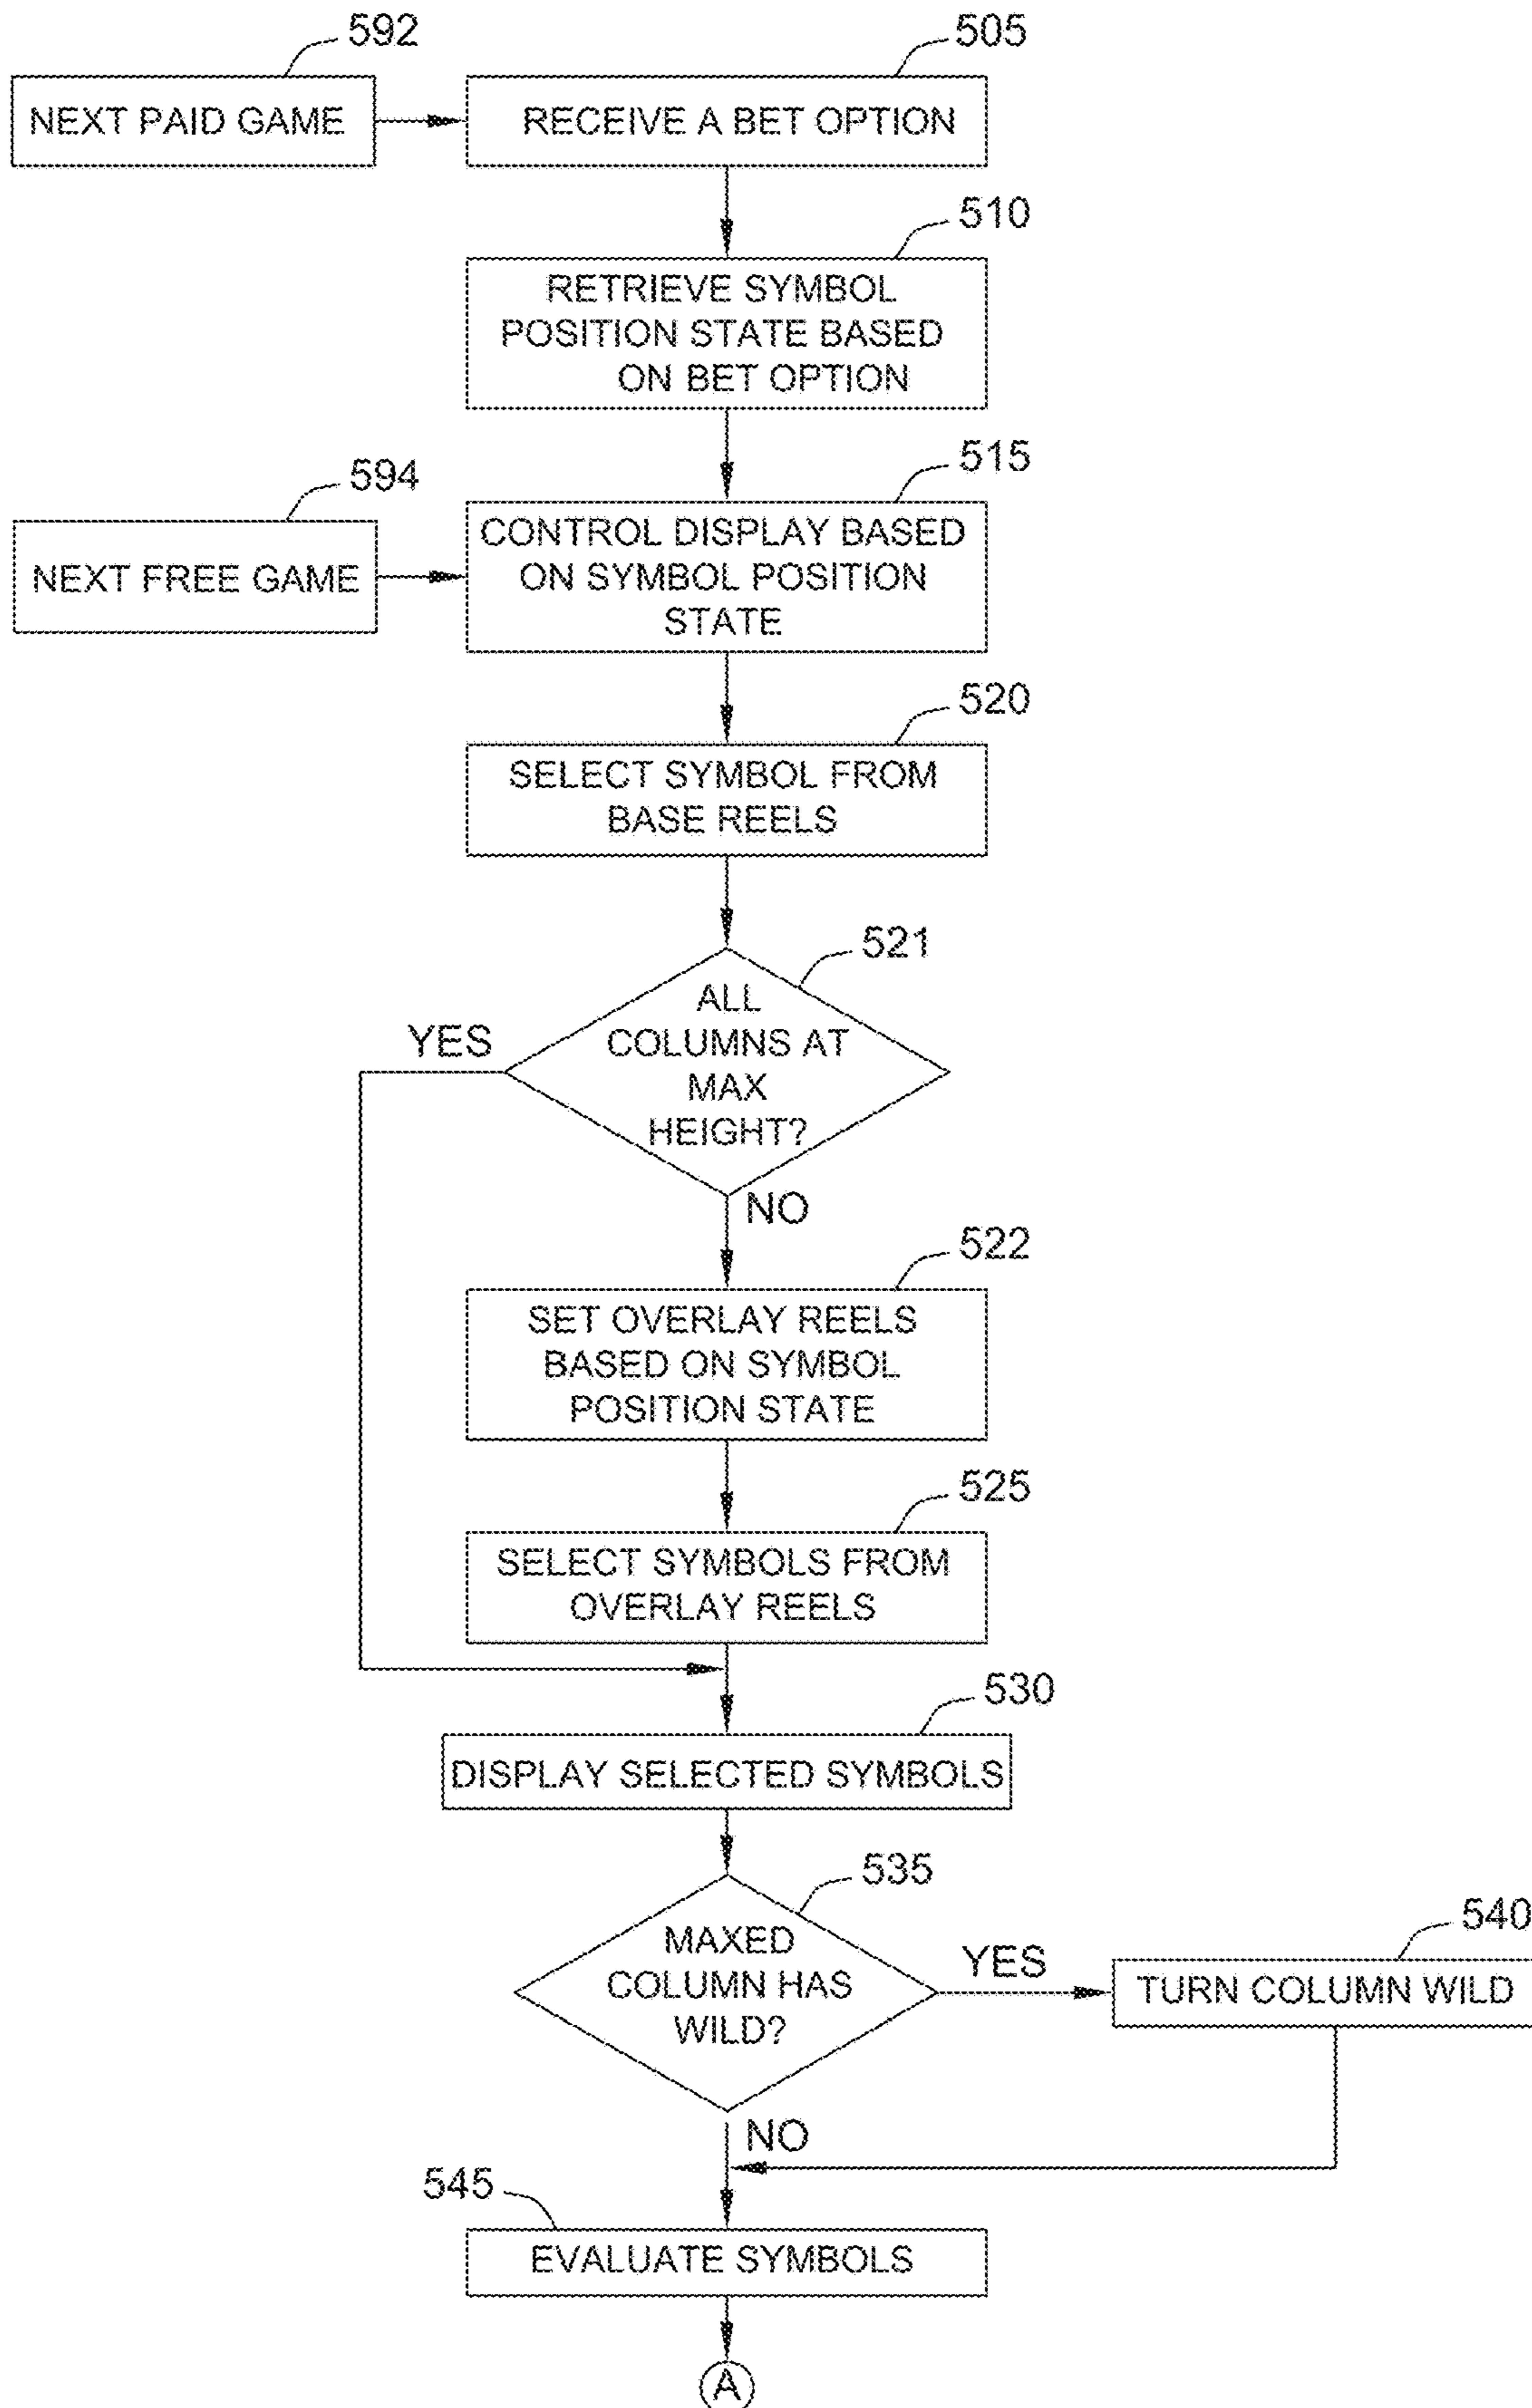 592
505
NEXT PAID GAME
RECEIVE A BET OPTION
510
RETRIEVE SYMBOL
POSITION STATE BASED
ON BET OPTION
594
515
NEXT FREE GAME
CONTROL DISPLAY BASED
ON SYMBOL POSITION
STATE
520
SELECT SYMBOL FROM
BASE REELS
521
ALL
COLUMNS AT
MAX
HEIGHT?
YES
NO
522
SET OVERLAY REELS
BASED ON SYMBOL
POSITION STATE
525
SELECT SYMBOLS FROM
OVERLAY REELS
530
DISPLAY SELECTED SYMBOLS
535
MAXED
COLUMN HAS
WILD?
YES
540
TURN COLUMN WILD
NO
545
EVALUATE SYMBOLS
A